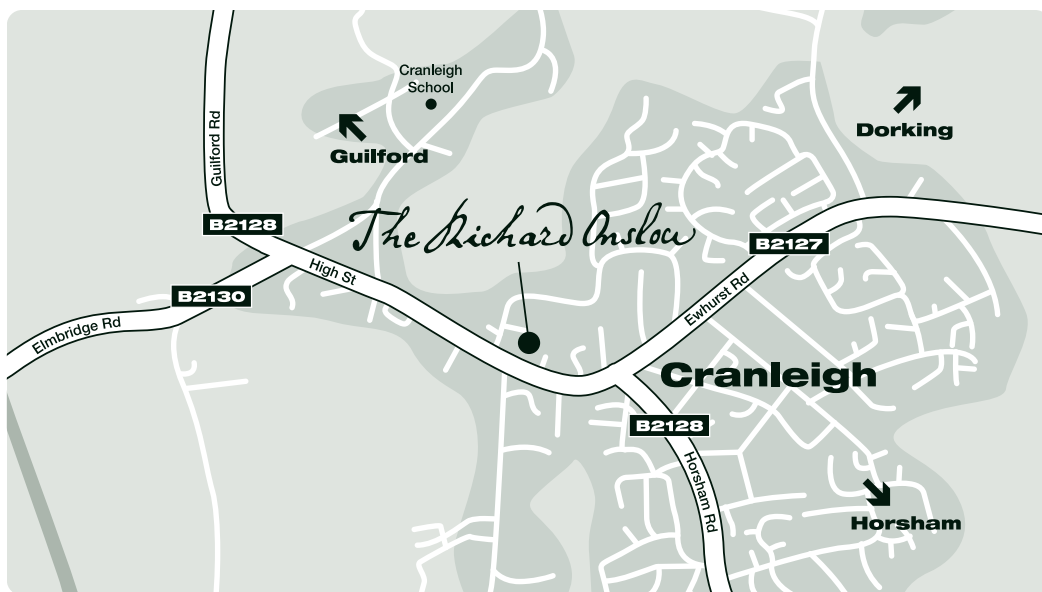 Cranleigh
School
Guilford
Dorking
Guilford Rd
B2128
The Richard Onslow
B2127
High St
B2130
Ewhurst Rd
Elmbridge Rd
Cranleigh
B2128
Horsham Rd
Horsham